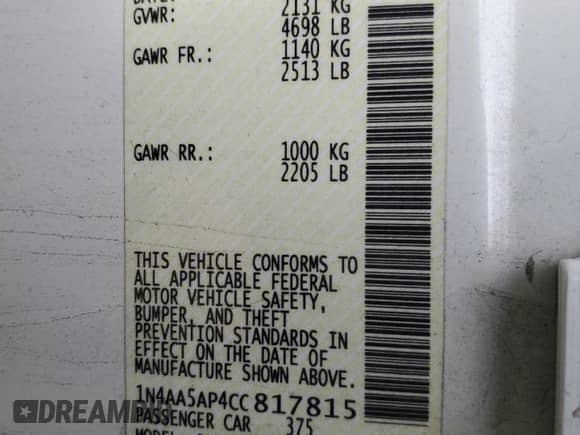 2131 KG
GVWR:
4698 LB
GAWR FR.: 1140 KG
2513 LB
GAWR RR.: 1000 KG
2205 LB
THIS VEHICLE CONFORMS TO
ALL APPLICABLE FEDERAL
MOTOR VEHICLE SAFETY,
BUMPER, AND THEFT
PREVENTION STANDARDS IN
EFFECT ON THE DATE OF
MANUFACTURE SHOWN ABOVE.
1N4AA5AP4CC817815
PASSENGER CAR 375